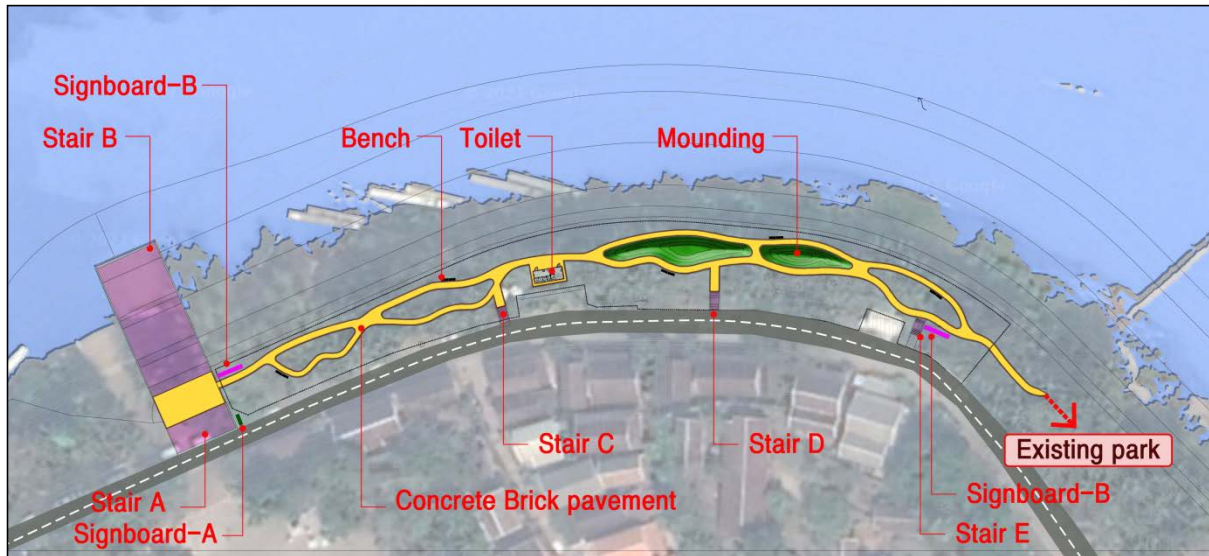 Signboard-B
Stair B
Bench
Toilet
Mounding
Stair C
Stair D
Existing park
Stair A
Concrete Brick pavement
Signboard-B
Signboard-A
Stair E